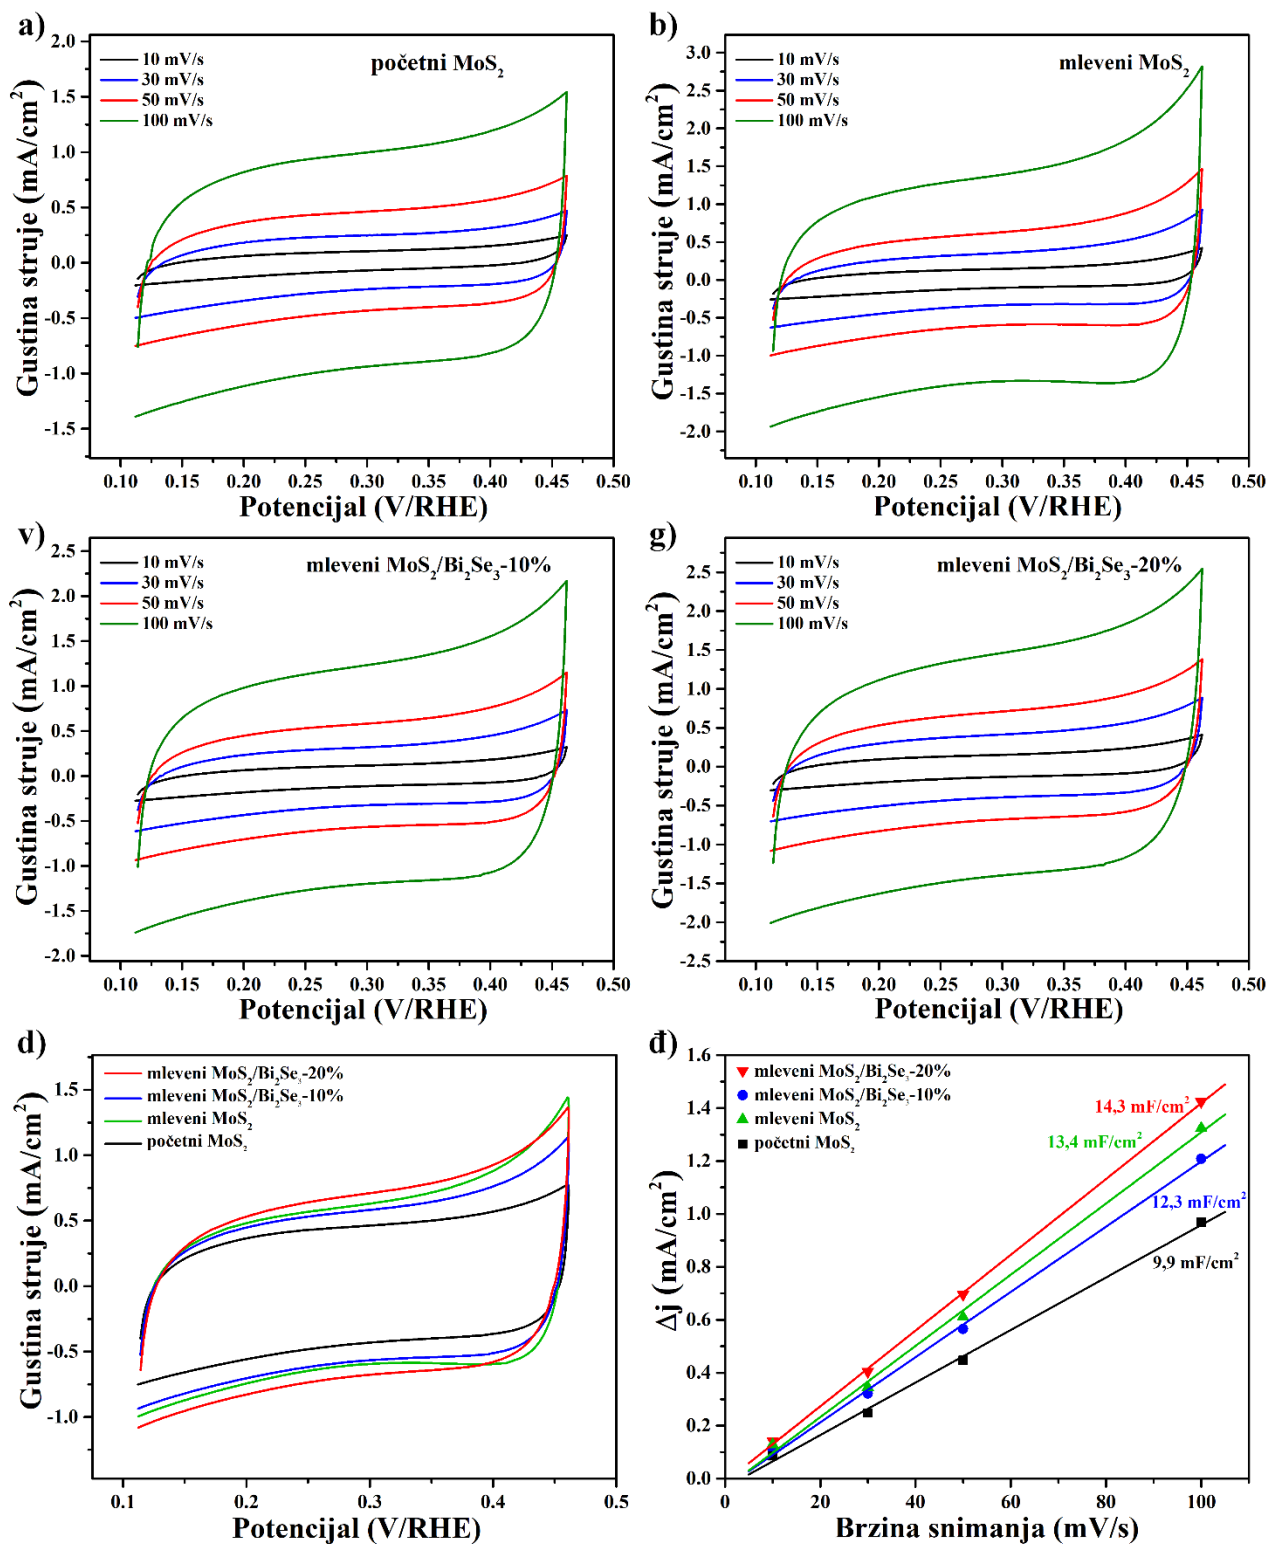 a)
početni MoS₂
10 mV/s
30 mV/s
50 mV/s
100 mV/s
2.0
1.5
1.0
0.5
0.0
-0.5
-1.0
-1.5
Gustina struje (mA/cm²)
0.10 0.15 0.20 0.25 0.30 0.35 0.40 0.45 0.50
Potencijal (V/RHE)
b)
mleveni MoS₂
10 mV/s
30 mV/s
50 mV/s
100 mV/s
3.0
2.5
2.0
1.5
1.0
0.5
0.0
-0.5
-1.0
-1.5
-2.0
Gustina struje (mA/cm²)
0.10 0.15 0.20 0.25 0.30 0.35 0.40 0.45 0.50
Potencijal (V/RHE)
v)
mleveni MoS₂/Bi₂Se₃-10%
10 mV/s
30 mV/s
50 mV/s
100 mV/s
2.5
2.0
1.5
1.0
0.5
0.0
-0.5
-1.0
-1.5
-2.0
Gustina struje (mA/cm²)
0.10 0.15 0.20 0.25 0.30 0.35 0.40 0.45 0.50
Potencijal (V/RHE)
g)
mleveni MoS₂/Bi₂Se₃-20%
10 mV/s
30 mV/s
50 mV/s
100 mV/s
2.5
2.0
1.5
1.0
0.5
0.0
-0.5
-1.0
-1.5
-2.0
-2.5
Gustina struje (mA/cm²)
0.10 0.15 0.20 0.25 0.30 0.35 0.40 0.45 0.50
Potencijal (V/RHE)
d)
mleveni MoS₂/Bi₂Se₃-20%
mleveni MoS₂/Bi₂Se₃-10%
mleveni MoS₂
početni MoS₂
1.5
1.0
0.5
0.0
-0.5
-1.0
Gustina struje (mA/cm²)
0.1 0.2 0.3 0.4 0.5
Potencijal (V/RHE)
đ)
mleveni MoS₂/Bi₂Se₃-20%
mleveni MoS₂/Bi₂Se₃-10%
mleveni MoS₂
početni MoS₂
14,3 mF/cm²
13,4 mF/cm²
12,3 mF/cm²
9,9 mF/cm²
1.6
1.4
1.2
1.0
0.8
0.6
0.4
0.2
0.0
Δj (mA/cm²)
0 20 40 60 80 100
Brzina snimanja (mV/s)